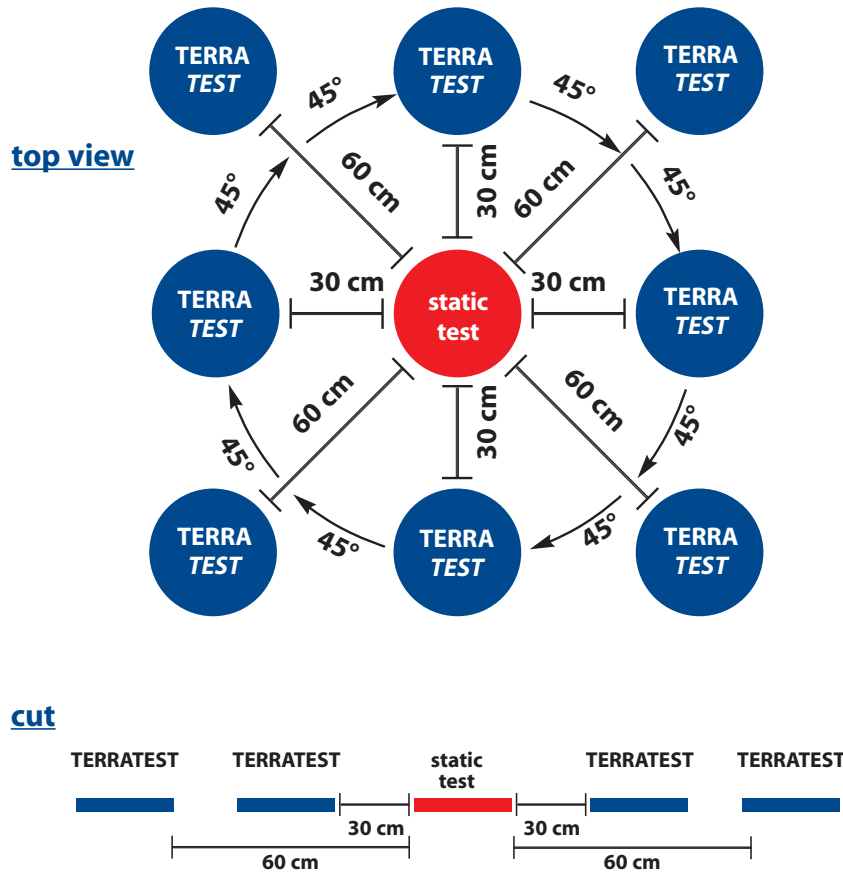 TERRA
TEST
TERRA
TEST
TERRA
TEST
45°
45°
top view
60 cm
30 cm
60 cm
45°
45°
TERRA
TEST
30 cm
static
test
30 cm
TERRA
TEST
60 cm
30 cm
60 cm
45°
45°
TERRA
TEST
45°
TERRA
TEST
45°
TERRA
TEST
cut
TERRATEST
TERRATEST
static
test
TERRATEST
TERRATEST
30 cm
30 cm
60 cm
60 cm